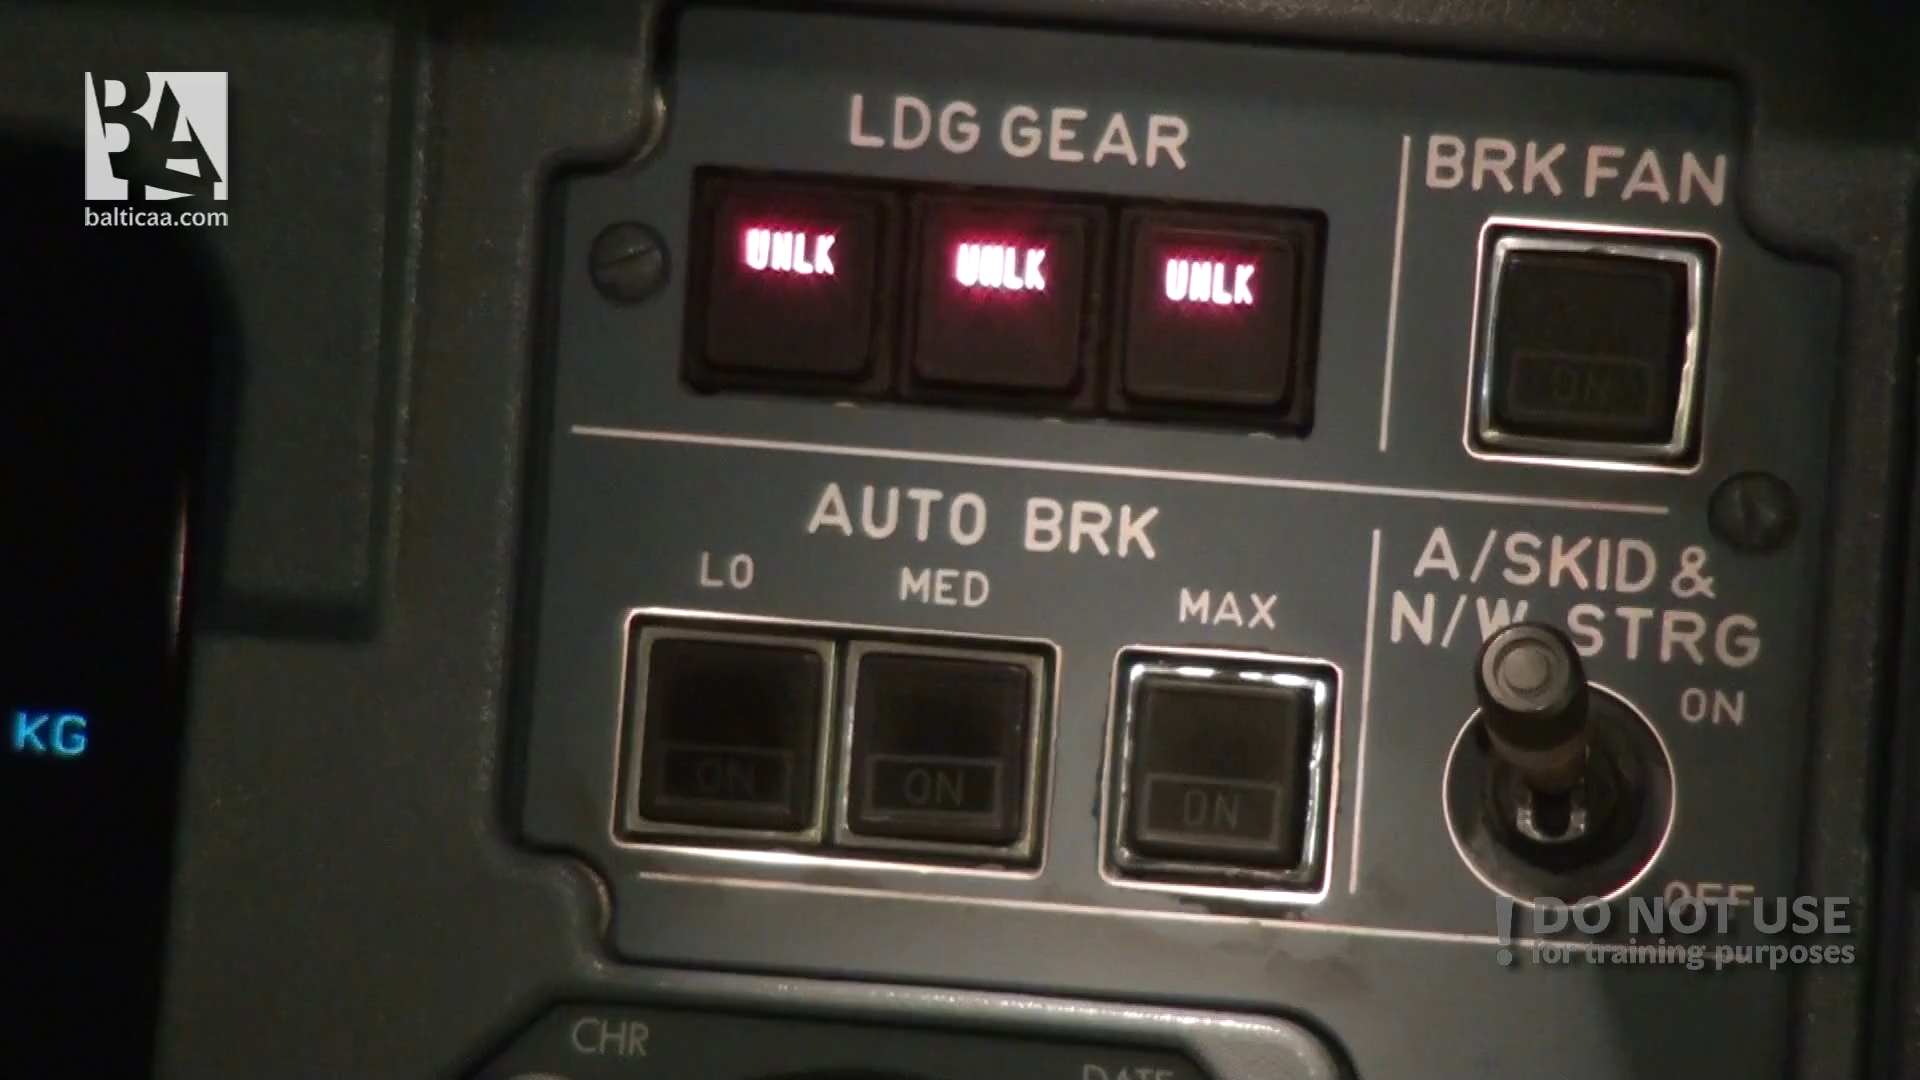 BAA
balticaa.com
LDG GEAR
BRK FAN
UNLK UNLK UNLK
ON
AUTO BRK
LO MED MAX
A/SKID &
N/W STRG
ON
ON ON ON
KG
OFF
! DO NOT USE
for training purposes
CHR
DATE